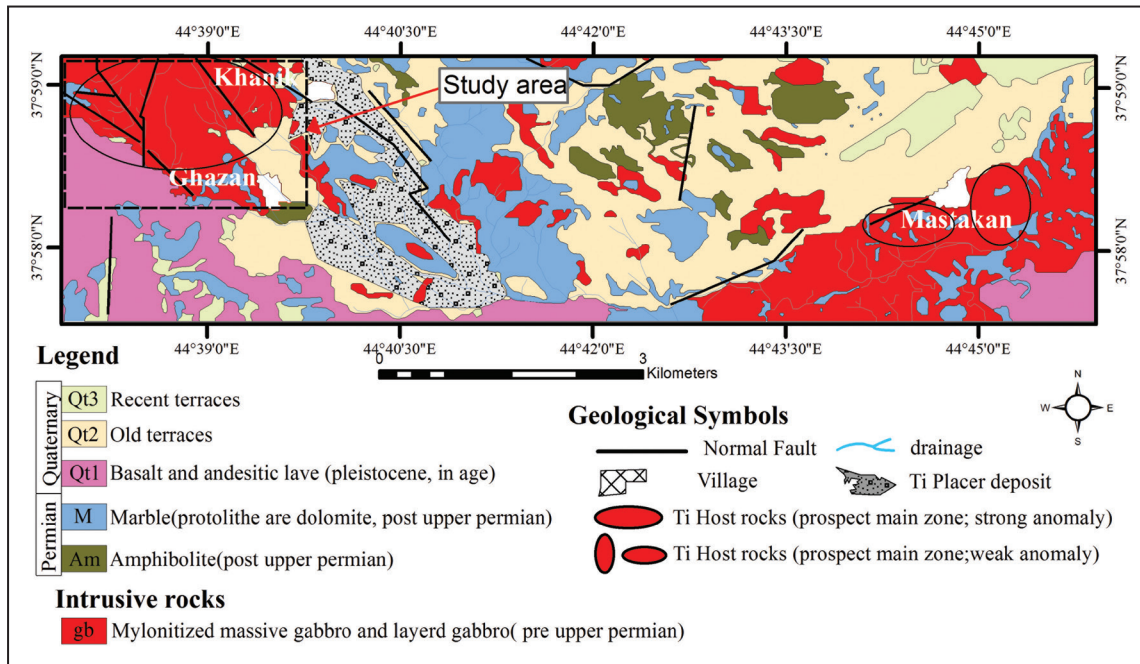 44°39'0"E 44°40'30"E 44°42'0"E 44°43'30"E 44°45'0"E
37°59'0"N
37°58'0"N
Khanik
Study area
Ghazan
Mastakan
37°59'0"N
37°58'0"N
44°39'0"E 44°40'30"E 44°42'0"E 44°43'30"E 44°45'0"E
0 3
Kilometers
Legend
Quaternary
Qt3 Recent terraces
Qt2 Old terraces
Qt1 Basalt and andesitic lave (pleistocene, in age)
Permian
M Marble(protolithe are dolomite, post upper permian)
Am Amphibolite(post upper permian)
Intrusive rocks
gb Mylonitized massive gabbro and layerd gabbro( pre upper permian)
Geological Symbols
Normal Fault drainage
Village Ti Placer deposit
Ti Host rocks (prospect main zone; strong anomaly)
Ti Host rocks (prospect main zone;weak anomaly)
N
W E
S